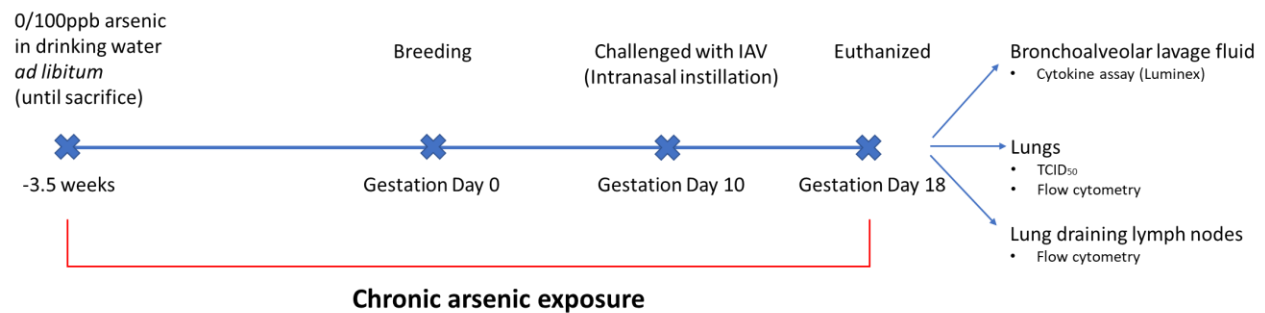 0/100ppb arsenic
in drinking water
ad libitum
(until sacrifice)
Breeding
Challenged with IAV
(Intranasal instillation)
Euthanized
-3.5 weeks
Gestation Day 0
Gestation Day 10
Gestation Day 18
Bronchoalveolar lavage fluid
• Cytokine assay (Luminex)
Lungs
• TCID₅₀
• Flow cytometry
Lung draining lymph nodes
• Flow cytometry
Chronic arsenic exposure